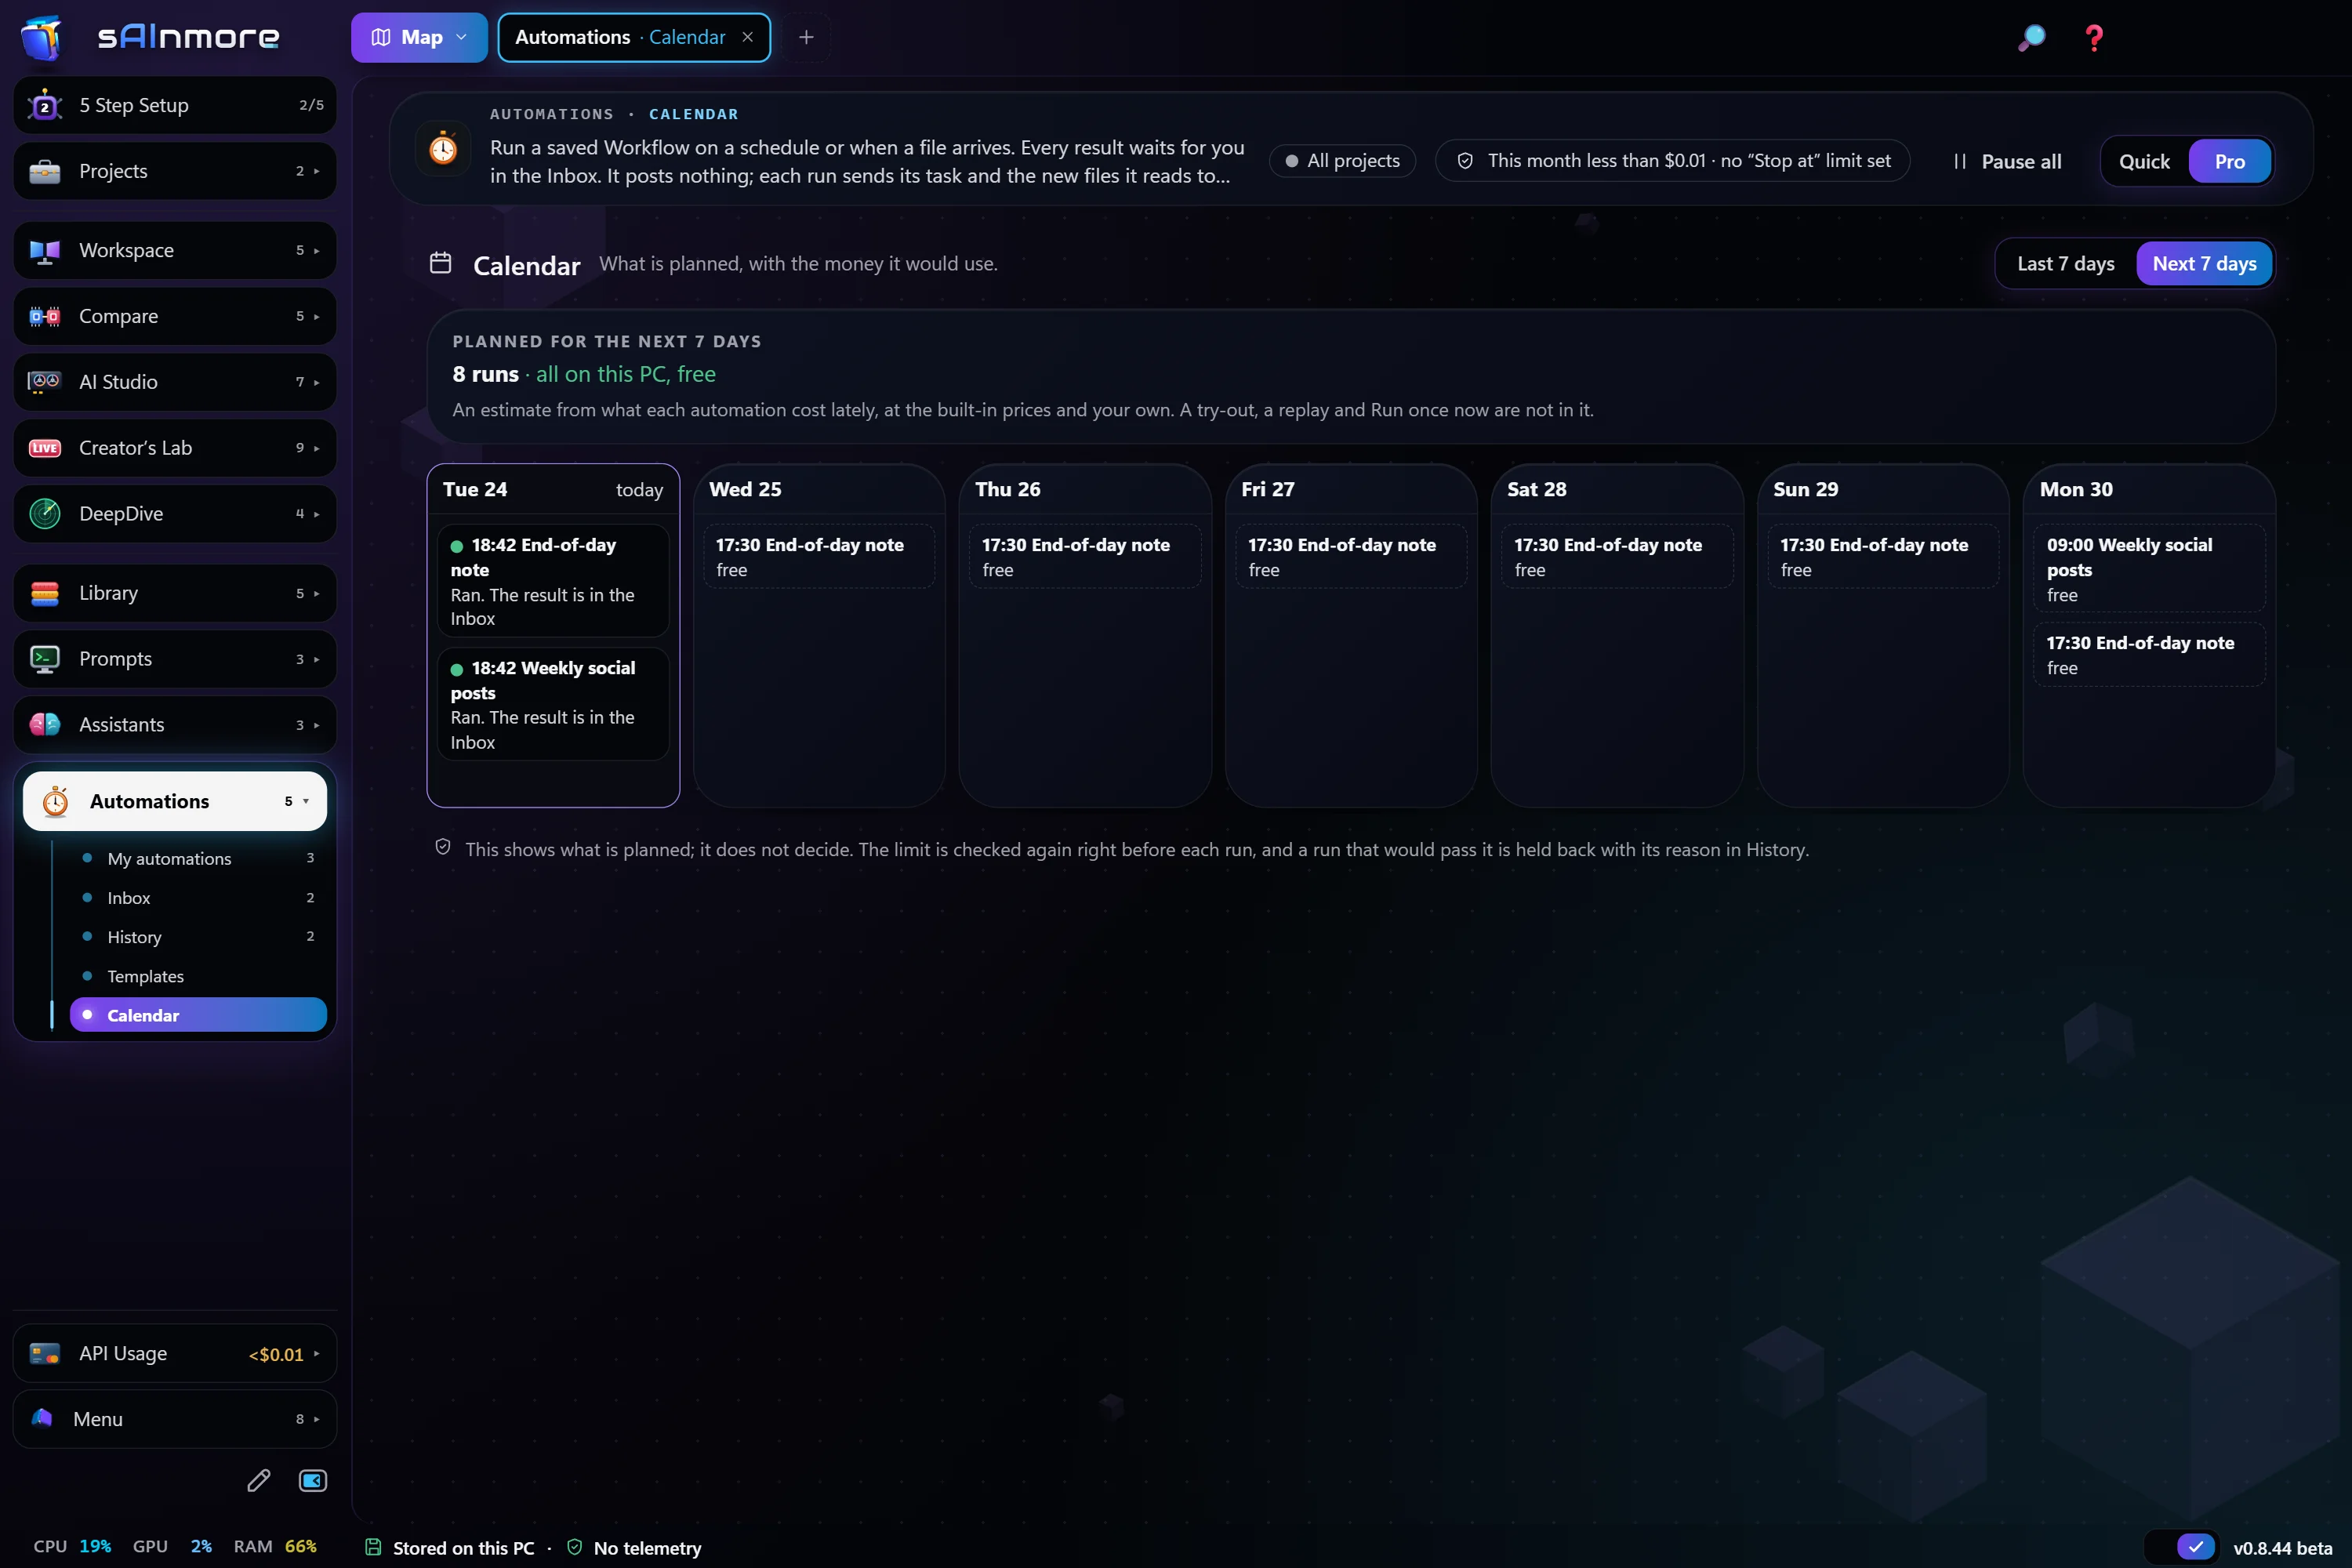 sAInmore
Map
Automations · Calendar
5 Step Setup 2/5
Projects 2
Workspace 5
Compare 5
AI Studio 7
LIVE
Creator’s Lab 9
DeepDive 4
Library 5
Prompts 3
Assistants 3
Automations 5
My automations 3
Inbox 2
History 2
Templates
Calendar
API Usage <$0.01
Menu 8
CPU 19% GPU 2% RAM 66%
AUTOMATIONS · CALENDAR
Run a saved Workflow on a schedule or when a file arrives. Every result waits for you
in the Inbox. It posts nothing; each run sends its task and the new files it reads to…
All projects
This month less than $0.01 · no “Stop at” limit set
Pause all
Quick
Pro
Calendar What is planned, with the money it would use.
Last 7 days
Next 7 days
PLANNED FOR THE NEXT 7 DAYS
8 runs · all on this PC, free
An estimate from what each automation cost lately, at the built-in prices and your own. A try-out, a replay and Run once now are not in it.
Tue 24 today
18:42 End-of-day
note
Ran. The result is in the
Inbox
18:42 Weekly social
posts
Ran. The result is in the
Inbox
Wed 25
17:30 End-of-day note
free
Thu 26
17:30 End-of-day note
free
Fri 27
17:30 End-of-day note
free
Sat 28
17:30 End-of-day note
free
Sun 29
17:30 End-of-day note
free
Mon 30
09:00 Weekly social
posts
free
17:30 End-of-day note
free
This shows what is planned; it does not decide. The limit is checked again right before each run, and a run that would pass it is held back with its reason in History.
Stored on this PC · No telemetry
v0.8.44 beta